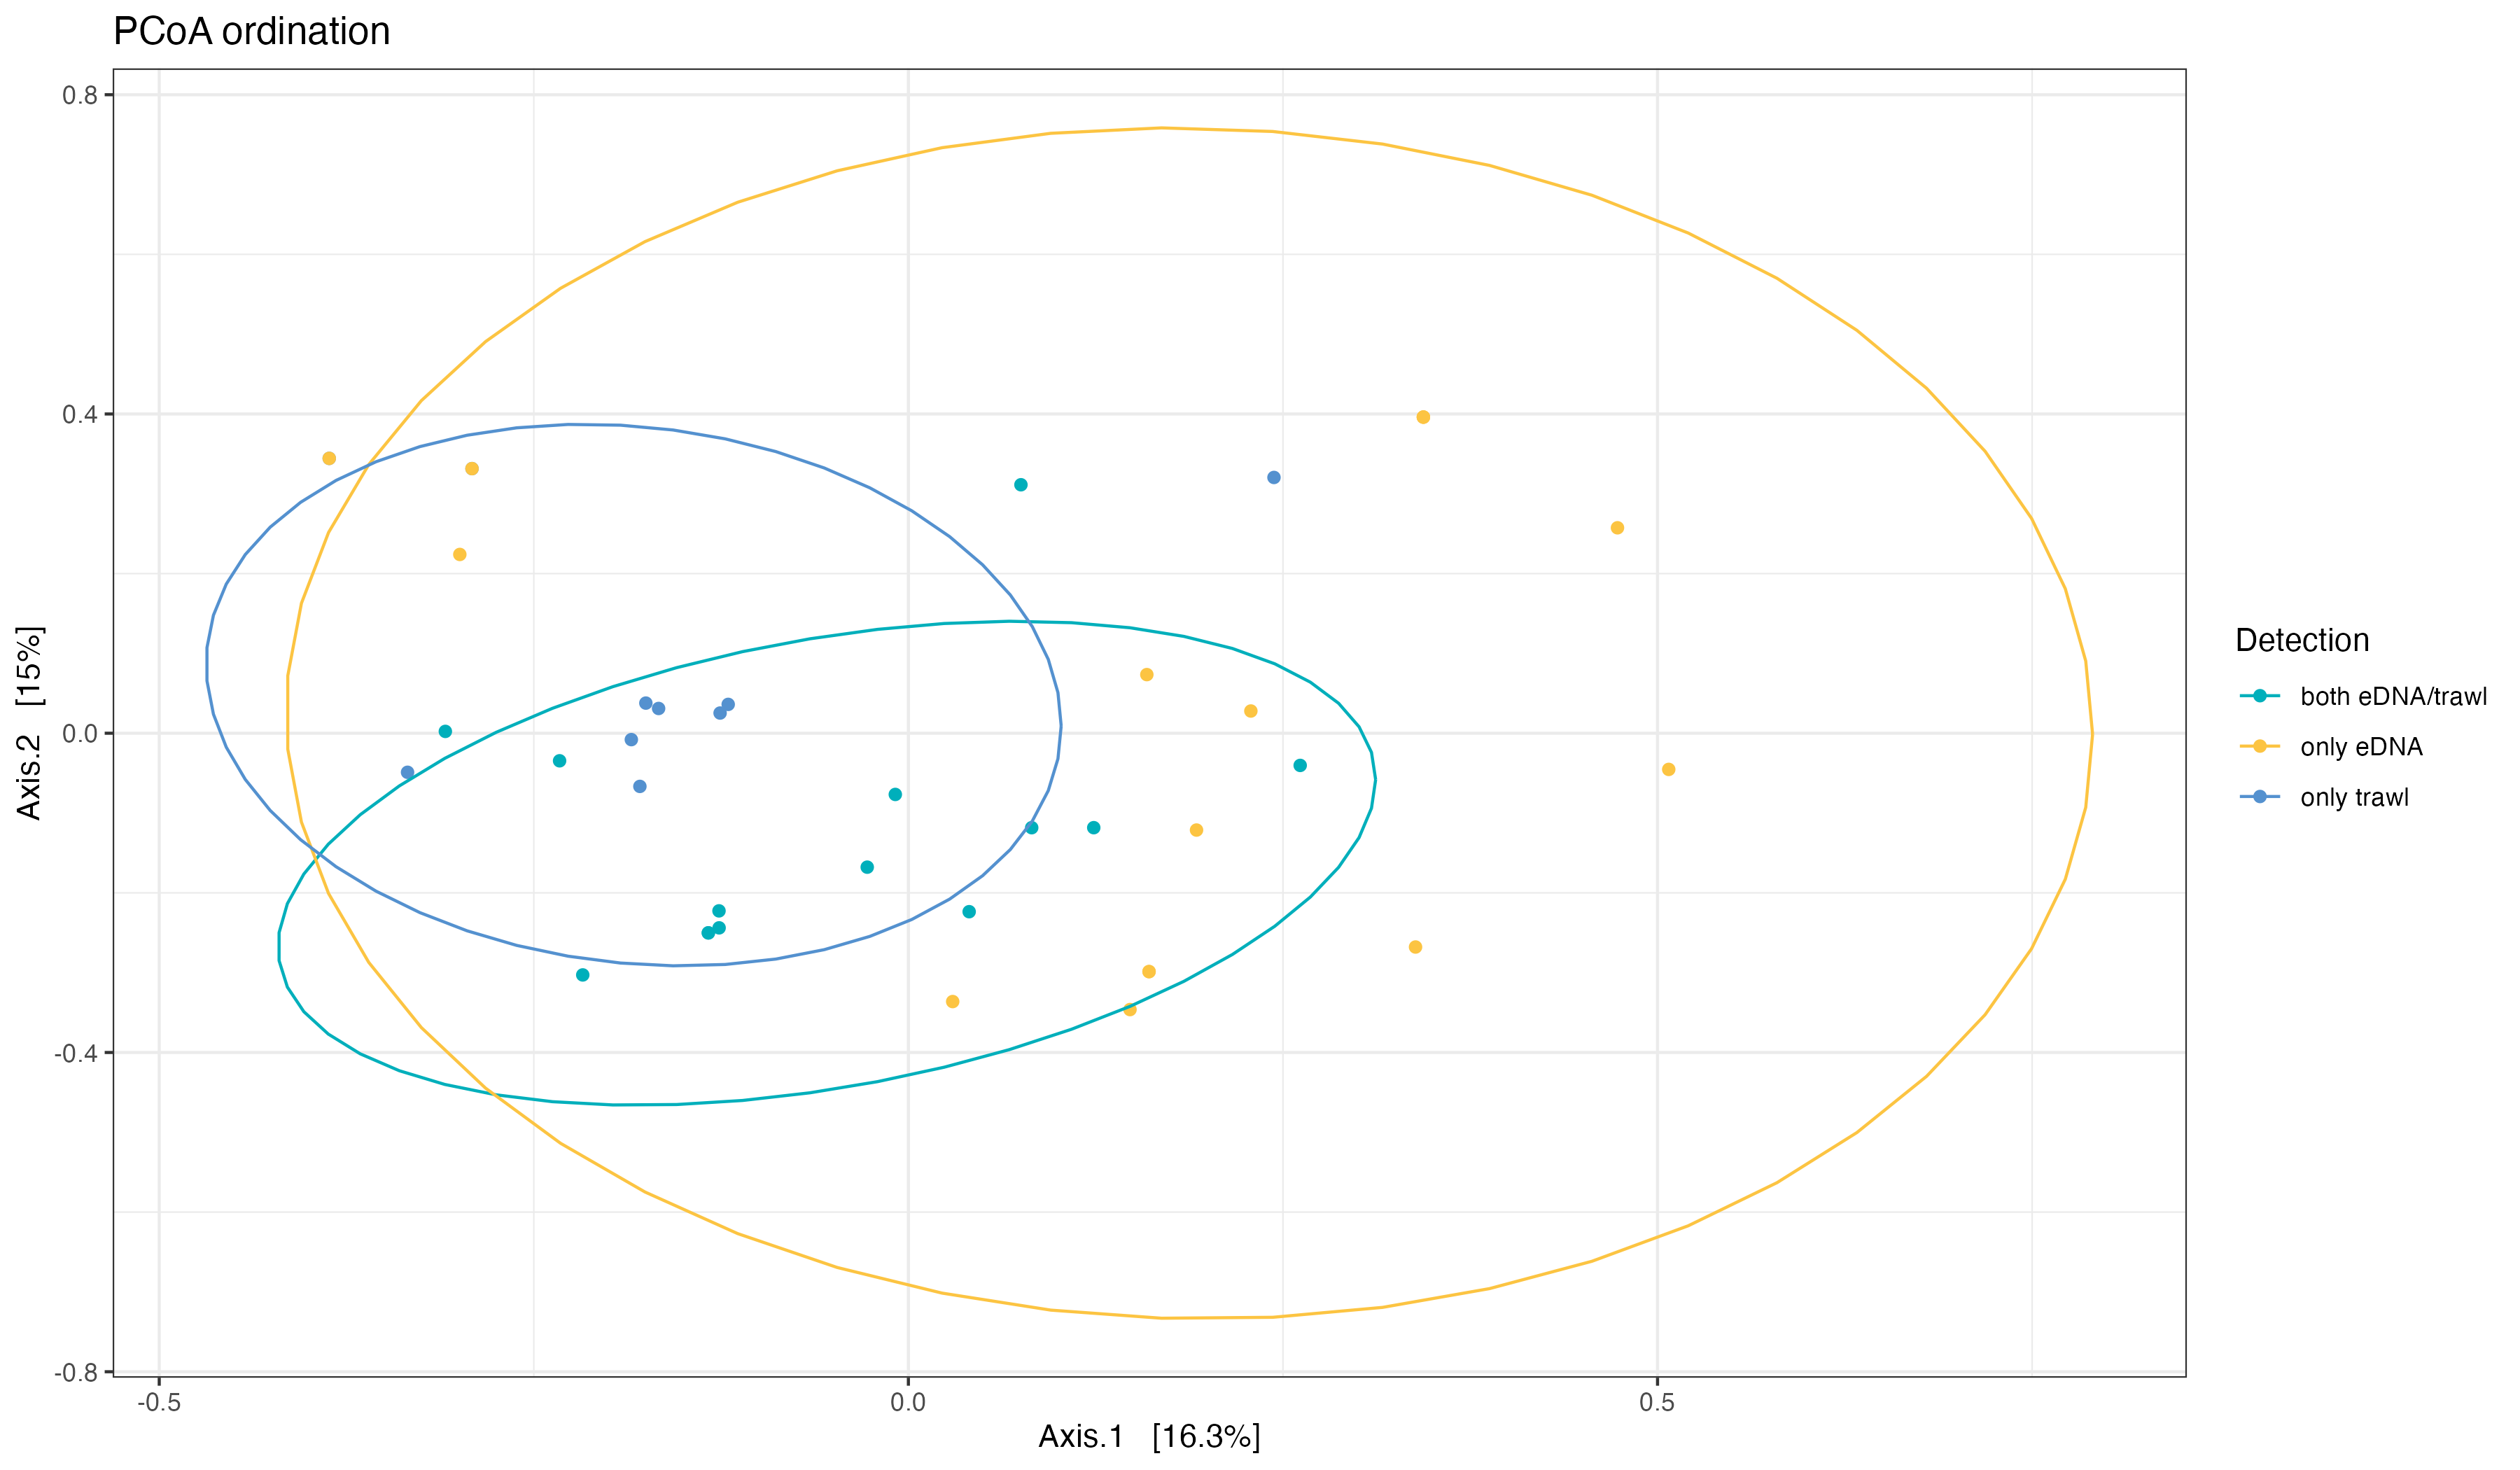 PCoA ordination
0.8
0.4
0.0
-0.4
-0.8
Axis.2 [15%]
-0.5
0.0
0.5
Axis.1 [16.3%]
Detection
both eDNA/trawl
only eDNA
only trawl